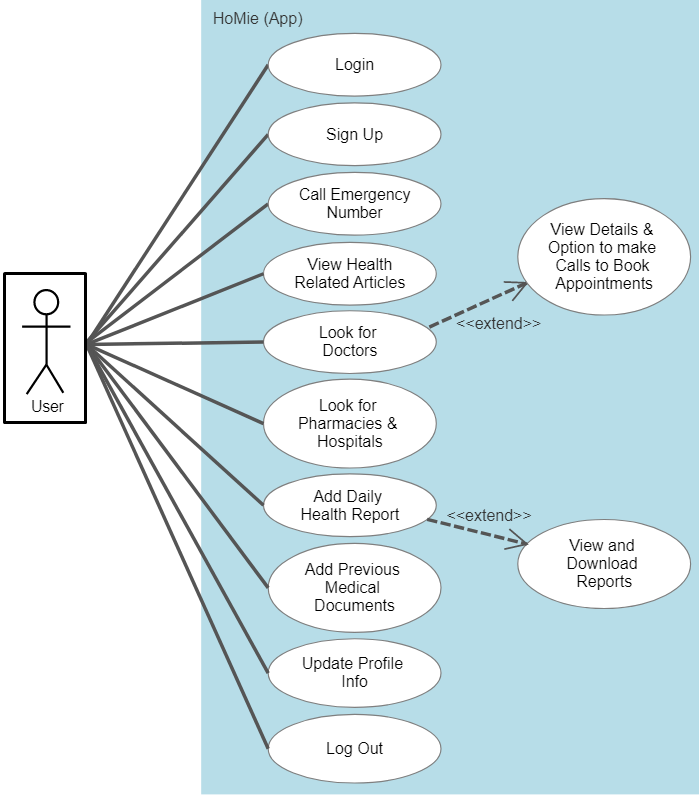 HoMie (App)
Login
Sign Up
Call Emergency
Number
View Health
Related Articles
Look for
Doctors
<<extend>>
View Details &
Option to make
Calls to Book
Appointments
User
Look for
Pharmacies &
Hospitals
Add Daily
Health Report
<<extend>>
View and
Download
Reports
Add Previous
Medical
Documents
Update Profile
Info
Log Out